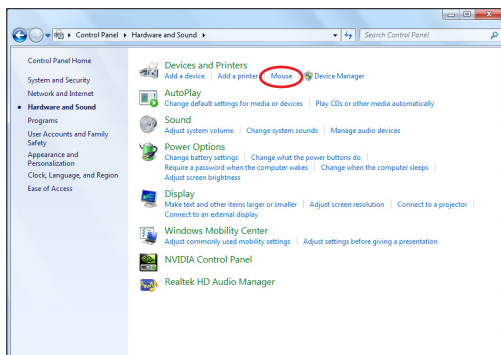 Control Panel ▸ Hardware and Sound ▸
Search Control Panel
Control Panel Home
System and Security
Network and Internet
Hardware and Sound
Programs
User Accounts and Family
Safety
Appearance and
Personalization
Clock, Language, and Region
Ease of Access
Devices and Printers
Add a device | Add a printer | Mouse | Device Manager
AutoPlay
Change default settings for media or devices | Play CDs or other media automatically
Sound
Adjust system volume | Change system sounds | Manage audio devices
Power Options
Change battery settings | Change what the power buttons do |
Require a password when the computer wakes | Change when the computer sleeps |
Adjust screen brightness
Display
Make text and other items larger or smaller | Adjust screen resolution | Connect to a projector |
Connect to an external display
Windows Mobility Center
Adjust commonly used mobility settings | Adjust settings before giving a presentation
NVIDIA Control Panel
Realtek HD Audio Manager